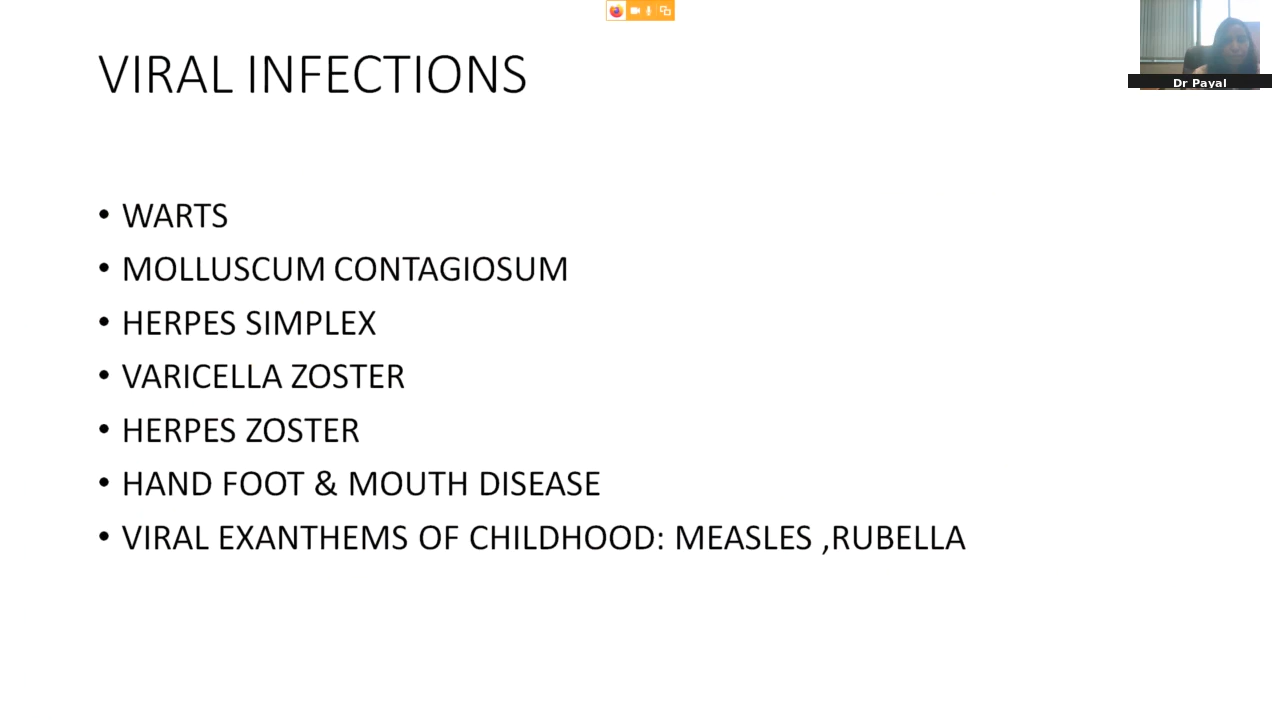 VIRAL INFECTIONS
Dr Payal
• WARTS
• MOLLUSCUM CONTAGIOSUM
• HERPES SIMPLEX
• VARICELLA ZOSTER
• HERPES ZOSTER
• HAND FOOT & MOUTH DISEASE
• VIRAL EXANTHEMS OF CHILDHOOD: MEASLES ,RUBELLA